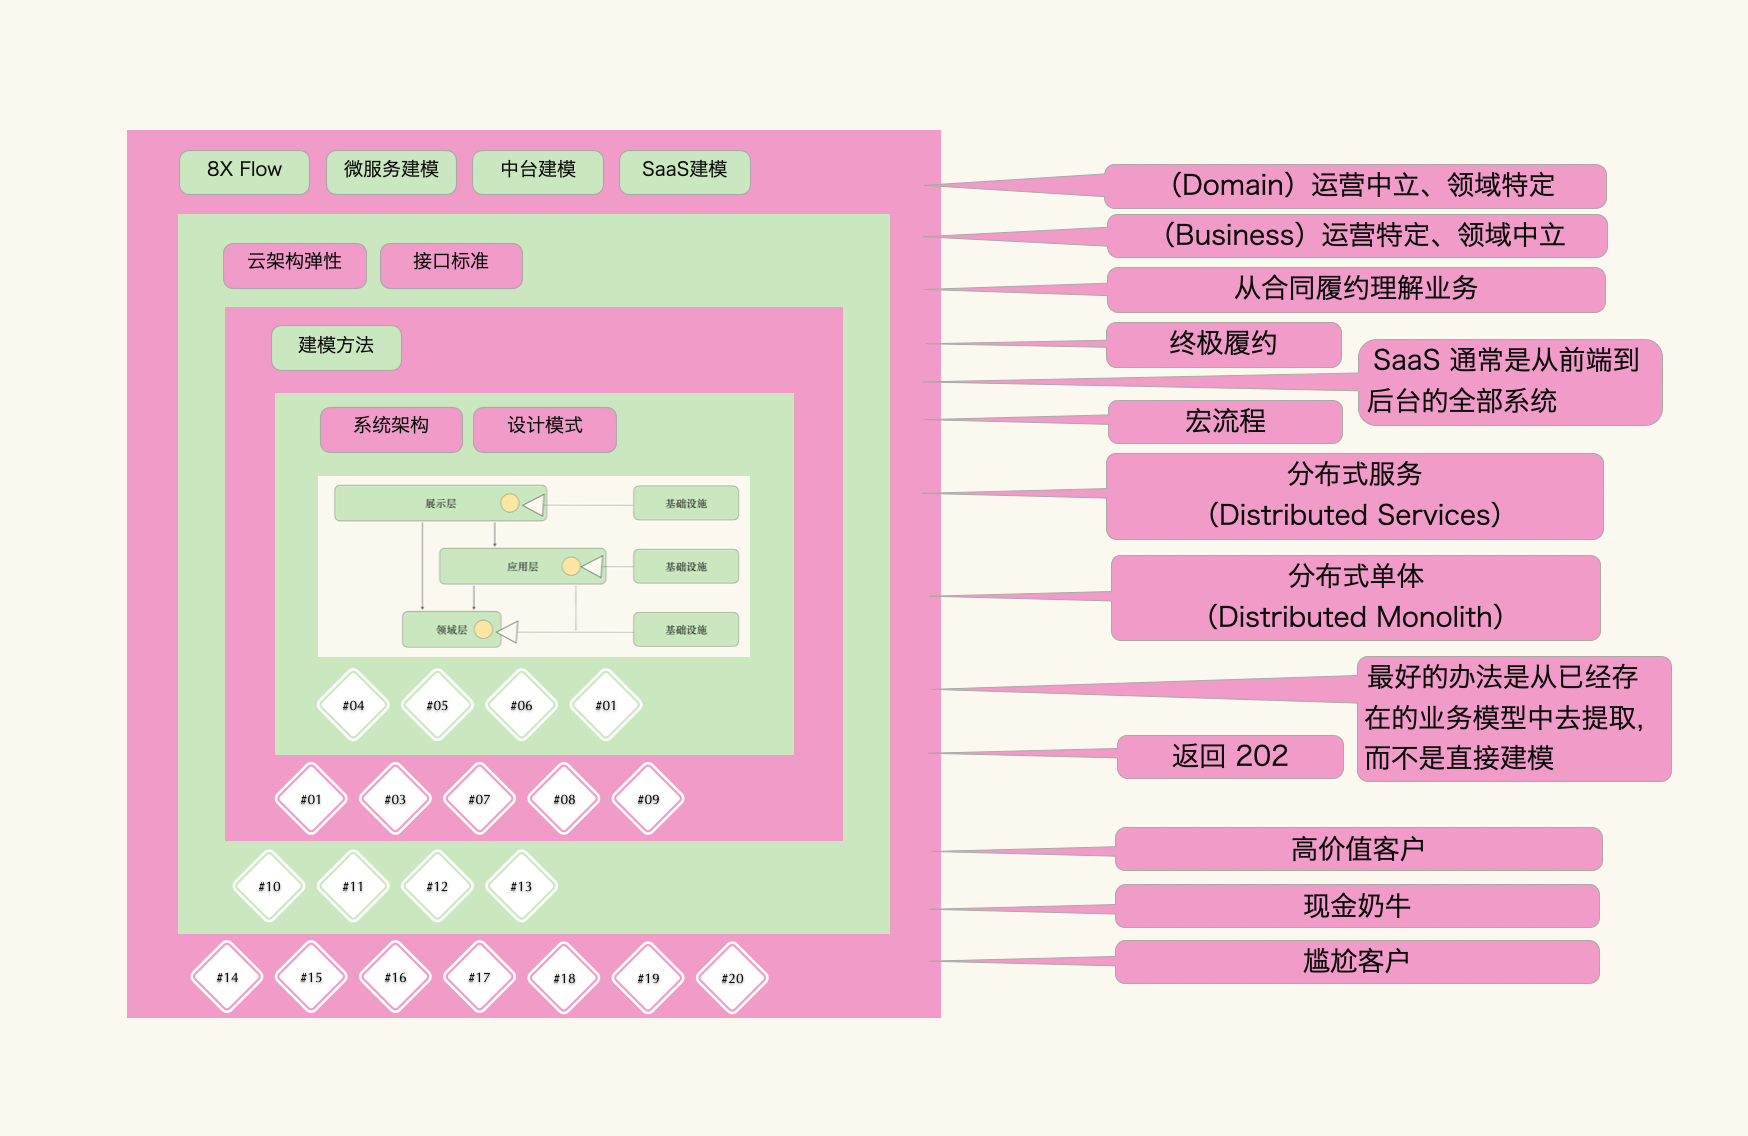 8X Flow
微服务建模
中台建模
SaaS建模
云架构弹性
接口标准
建模方法
系统架构
设计模式
展示层
基础设施
应用层
基础设施
领域层
基础设施
#04
#05
#06
#01
#01
#03
#07
#08
#09
#10
#11
#12
#13
#14
#15
#16
#17
#18
#19
#20
（Domain）运营中立、领域特定
（Business）运营特定、领域中立
从合同履约理解业务
终极履约
SaaS 通常是从前端到
后台的全部系统
宏流程
分布式服务
（Distributed Services）
分布式单体
（Distributed Monolith）
最好的办法是从已经存
在的业务模型中去提取,
而不是直接建模
返回 202
高价值客户
现金奶牛
尴尬客户